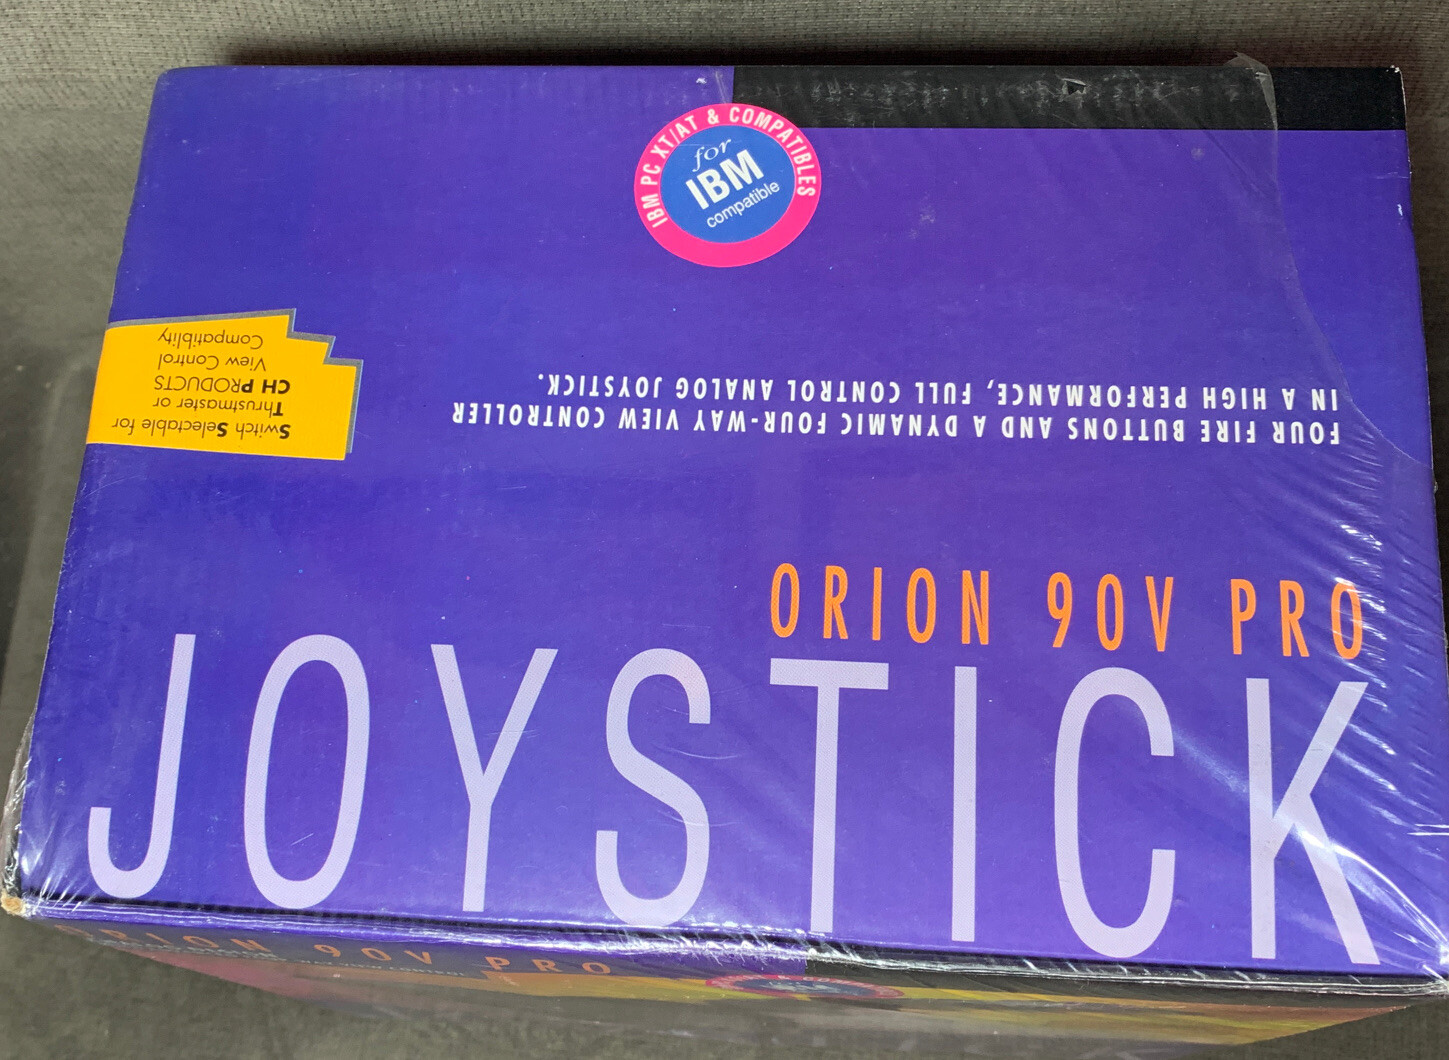 IBM PC XT/AT & COMPATIBLES
for
IBM
compatible
Switch Selectable for
Thrustmaster or
CH PRODUCTS
View Control
Compatiblity
FOUR FIRE BUTTONS AND A DYNAMIC FOUR-WAY VIEW CONTROLLER
IN A HIGH PERFORMANCE, FULL CONTROL ANALOG JOYSTICK.
ORION 90V PRO
JOYSTICK
ORION 90V PRO